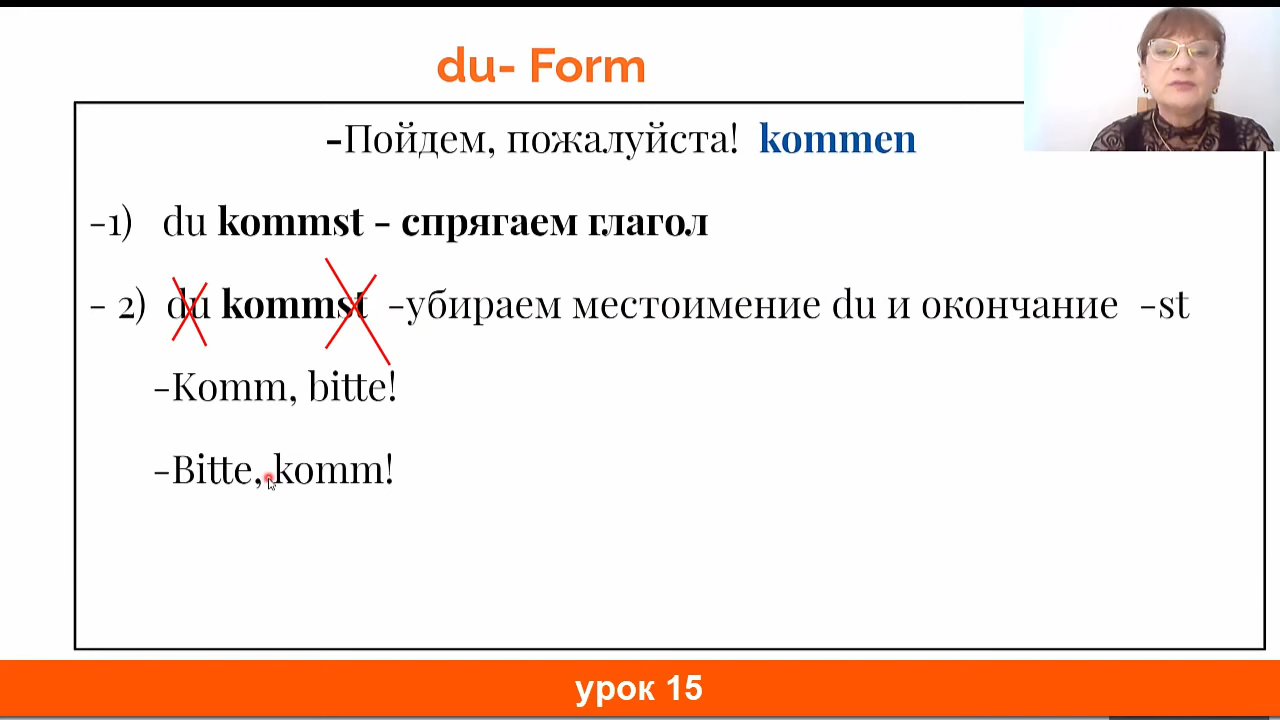 du- Form
-Пойдем, пожалуйста! kommen
-1) du kommst - спрягаем глагол
- 2) du kommst -убираем местоимение du и окончание -st
-Komm, bitte!
-Bitte, komm!
урок 15